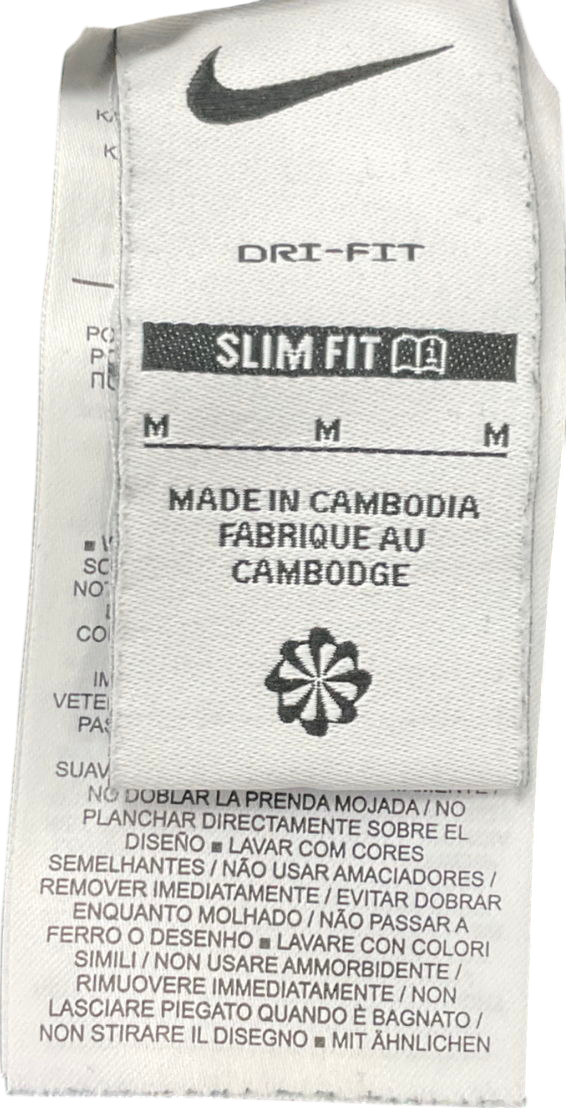 DRI-FIT
SLIM FIT i
M M M
MADE IN CAMBODIA
FABRIQUE AU
CAMBODGE
NO DOBLAR LA PRENDA MOJADA / NO
PLANCHAR DIRECTAMENTE SOBRE EL
DISEÑO ■ LAVAR COM CORES
SEMELHANTES / NÃO USAR AMACIADORES /
REMOVER IMEDIATAMENTE / EVITAR DOBRAR
ENQUANTO MOLHADO / NÃO PASSAR A
FERRO O DESENHO ■ LAVARE CON COLORI
SIMILI / NON USARE AMMORBIDENTE /
RIMUOVERE IMMEDIATAMENTE / NON
LASCIARE PIEGATO QUANDO È BAGNATO /
NON STIRARE IL DISEGNO ■ MIT ÄHNLICHEN